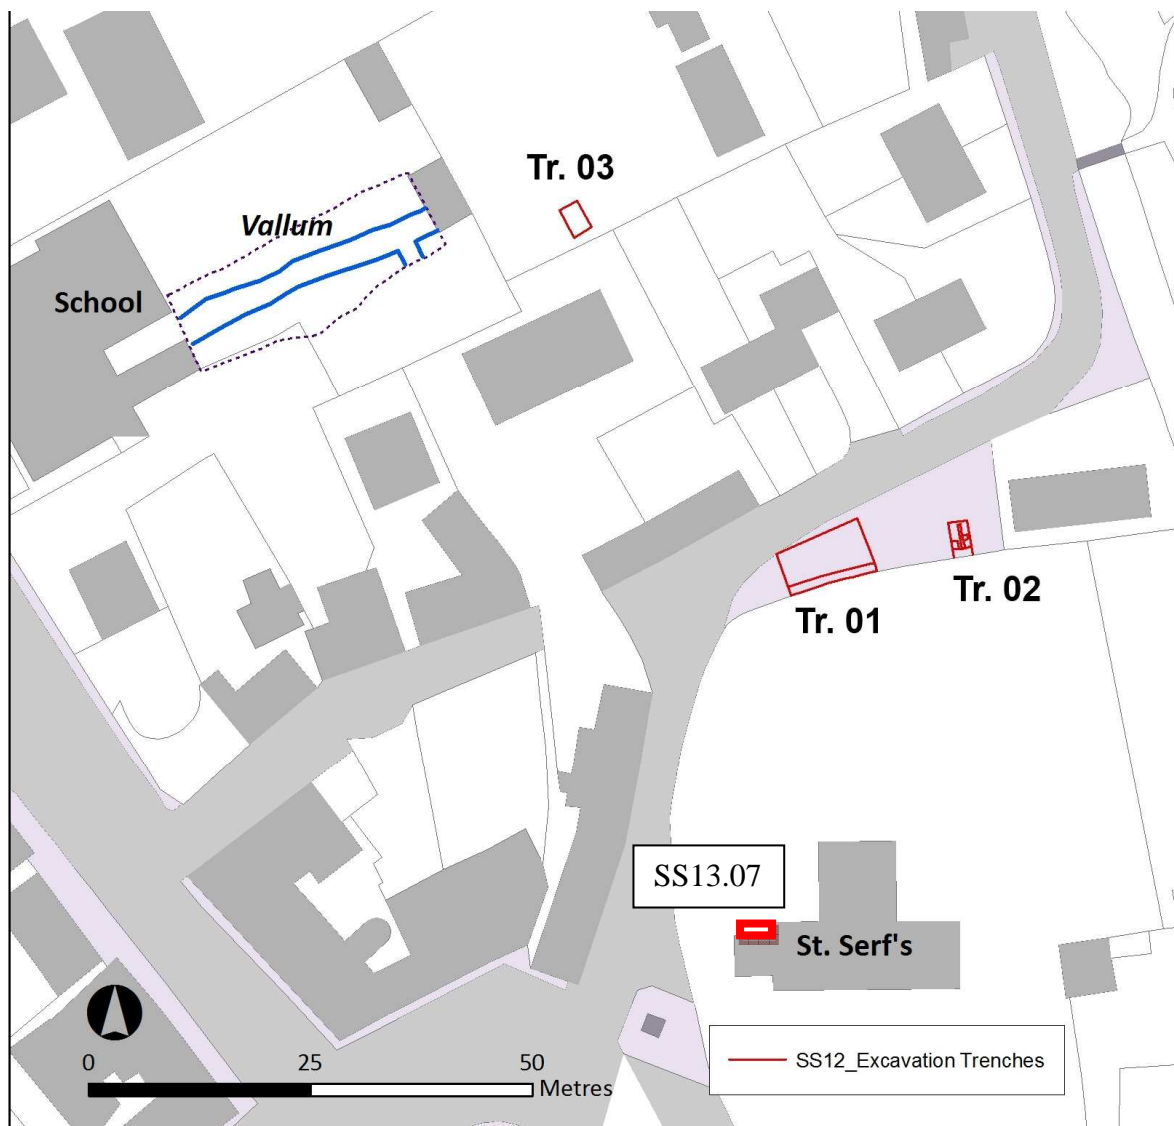 Tr. 03
Vallum
School
Tr. 02
Tr. 01
SS13.07
St. Serf's
SS12_Excavation Trenches
0 25 50
Metres